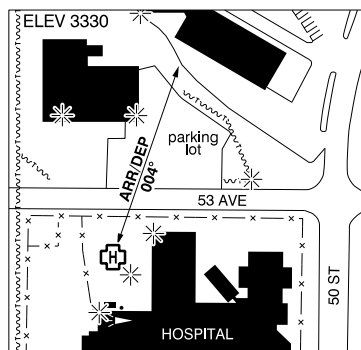 ELEV 3330
ARR/DEP
004°
parking
lot
53 AVE
H
50 ST
HOSPITAL